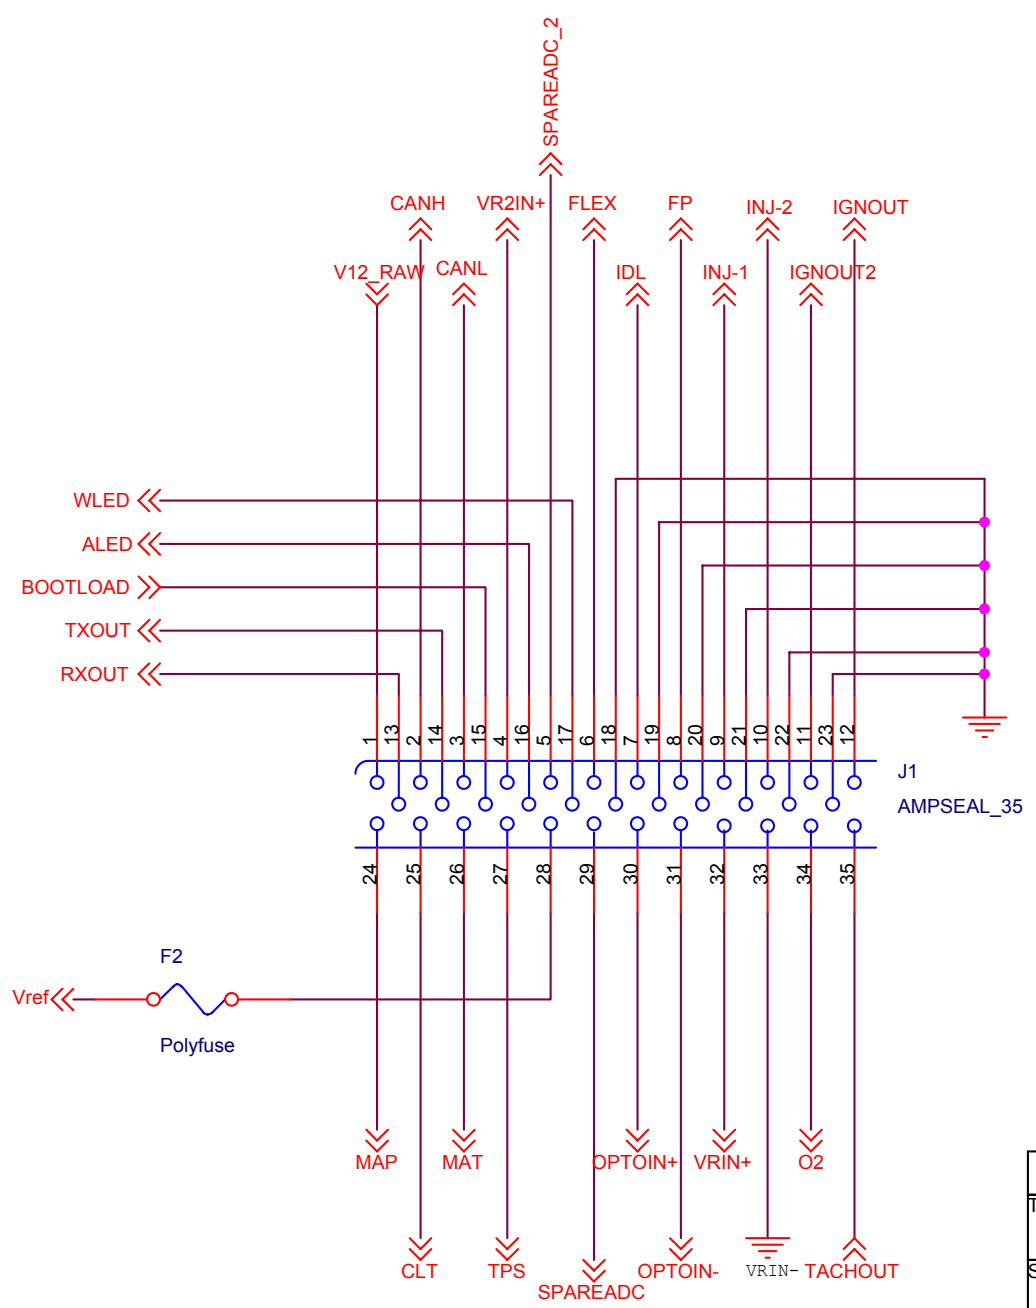 SPAREADC_2
CANH VR2IN+ FLEX FP INJ-2 IGNOUT
V12_RAW CANL IDL INJ-1 IGNOUT2
WLED
ALED
BOOTLOAD
TXOUT
RXOUT
1 13 2 14 3 15 4 16 5 17 6 18 7 19 8 20 9 21 10 22 11 23 12
J1
AMPSEAL_35
24 25 26 27 28 29 30 31 32 33 34 35
F2
Vref
Polyfuse
MAP MAT OPTOIN+ VRIN+ O2
CLT TPS SPAREADC OPTOIN- VRIN- TACHOUT